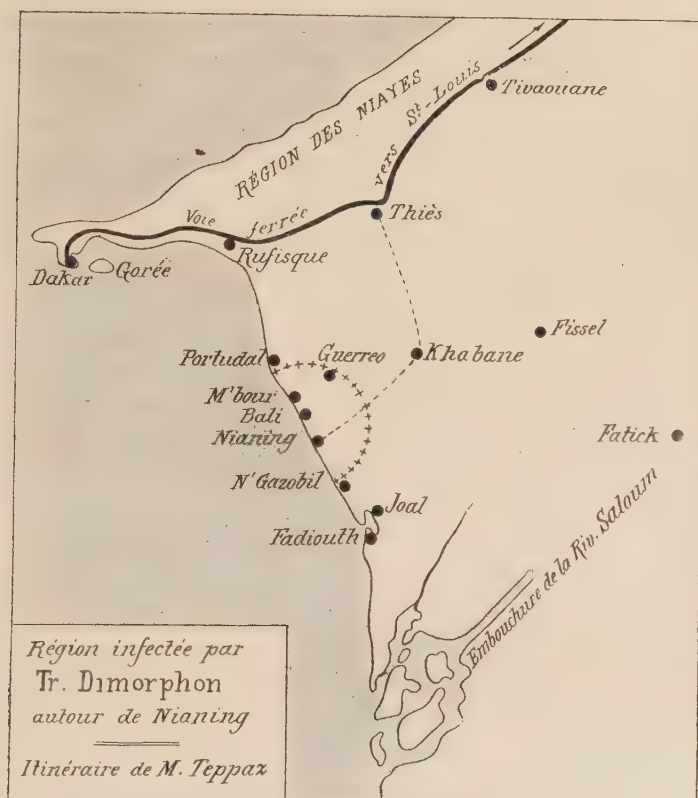 RÉGION DES NIAYES
Voie ferrée vers St-Louis
Tivaouane
Thiès
Rufisque
Dakar
Gorée
Fissel
Portudal
Guerreo
Khabane
M'bour
Bali
Nianing
Fatick
N'Gazobil
Joal
Fadiouth
Embouchure de la Riv. Saloum
Région infectée par
Tr. Dimorphon
autour de Nianing
Itinéraire de M. Teppaz